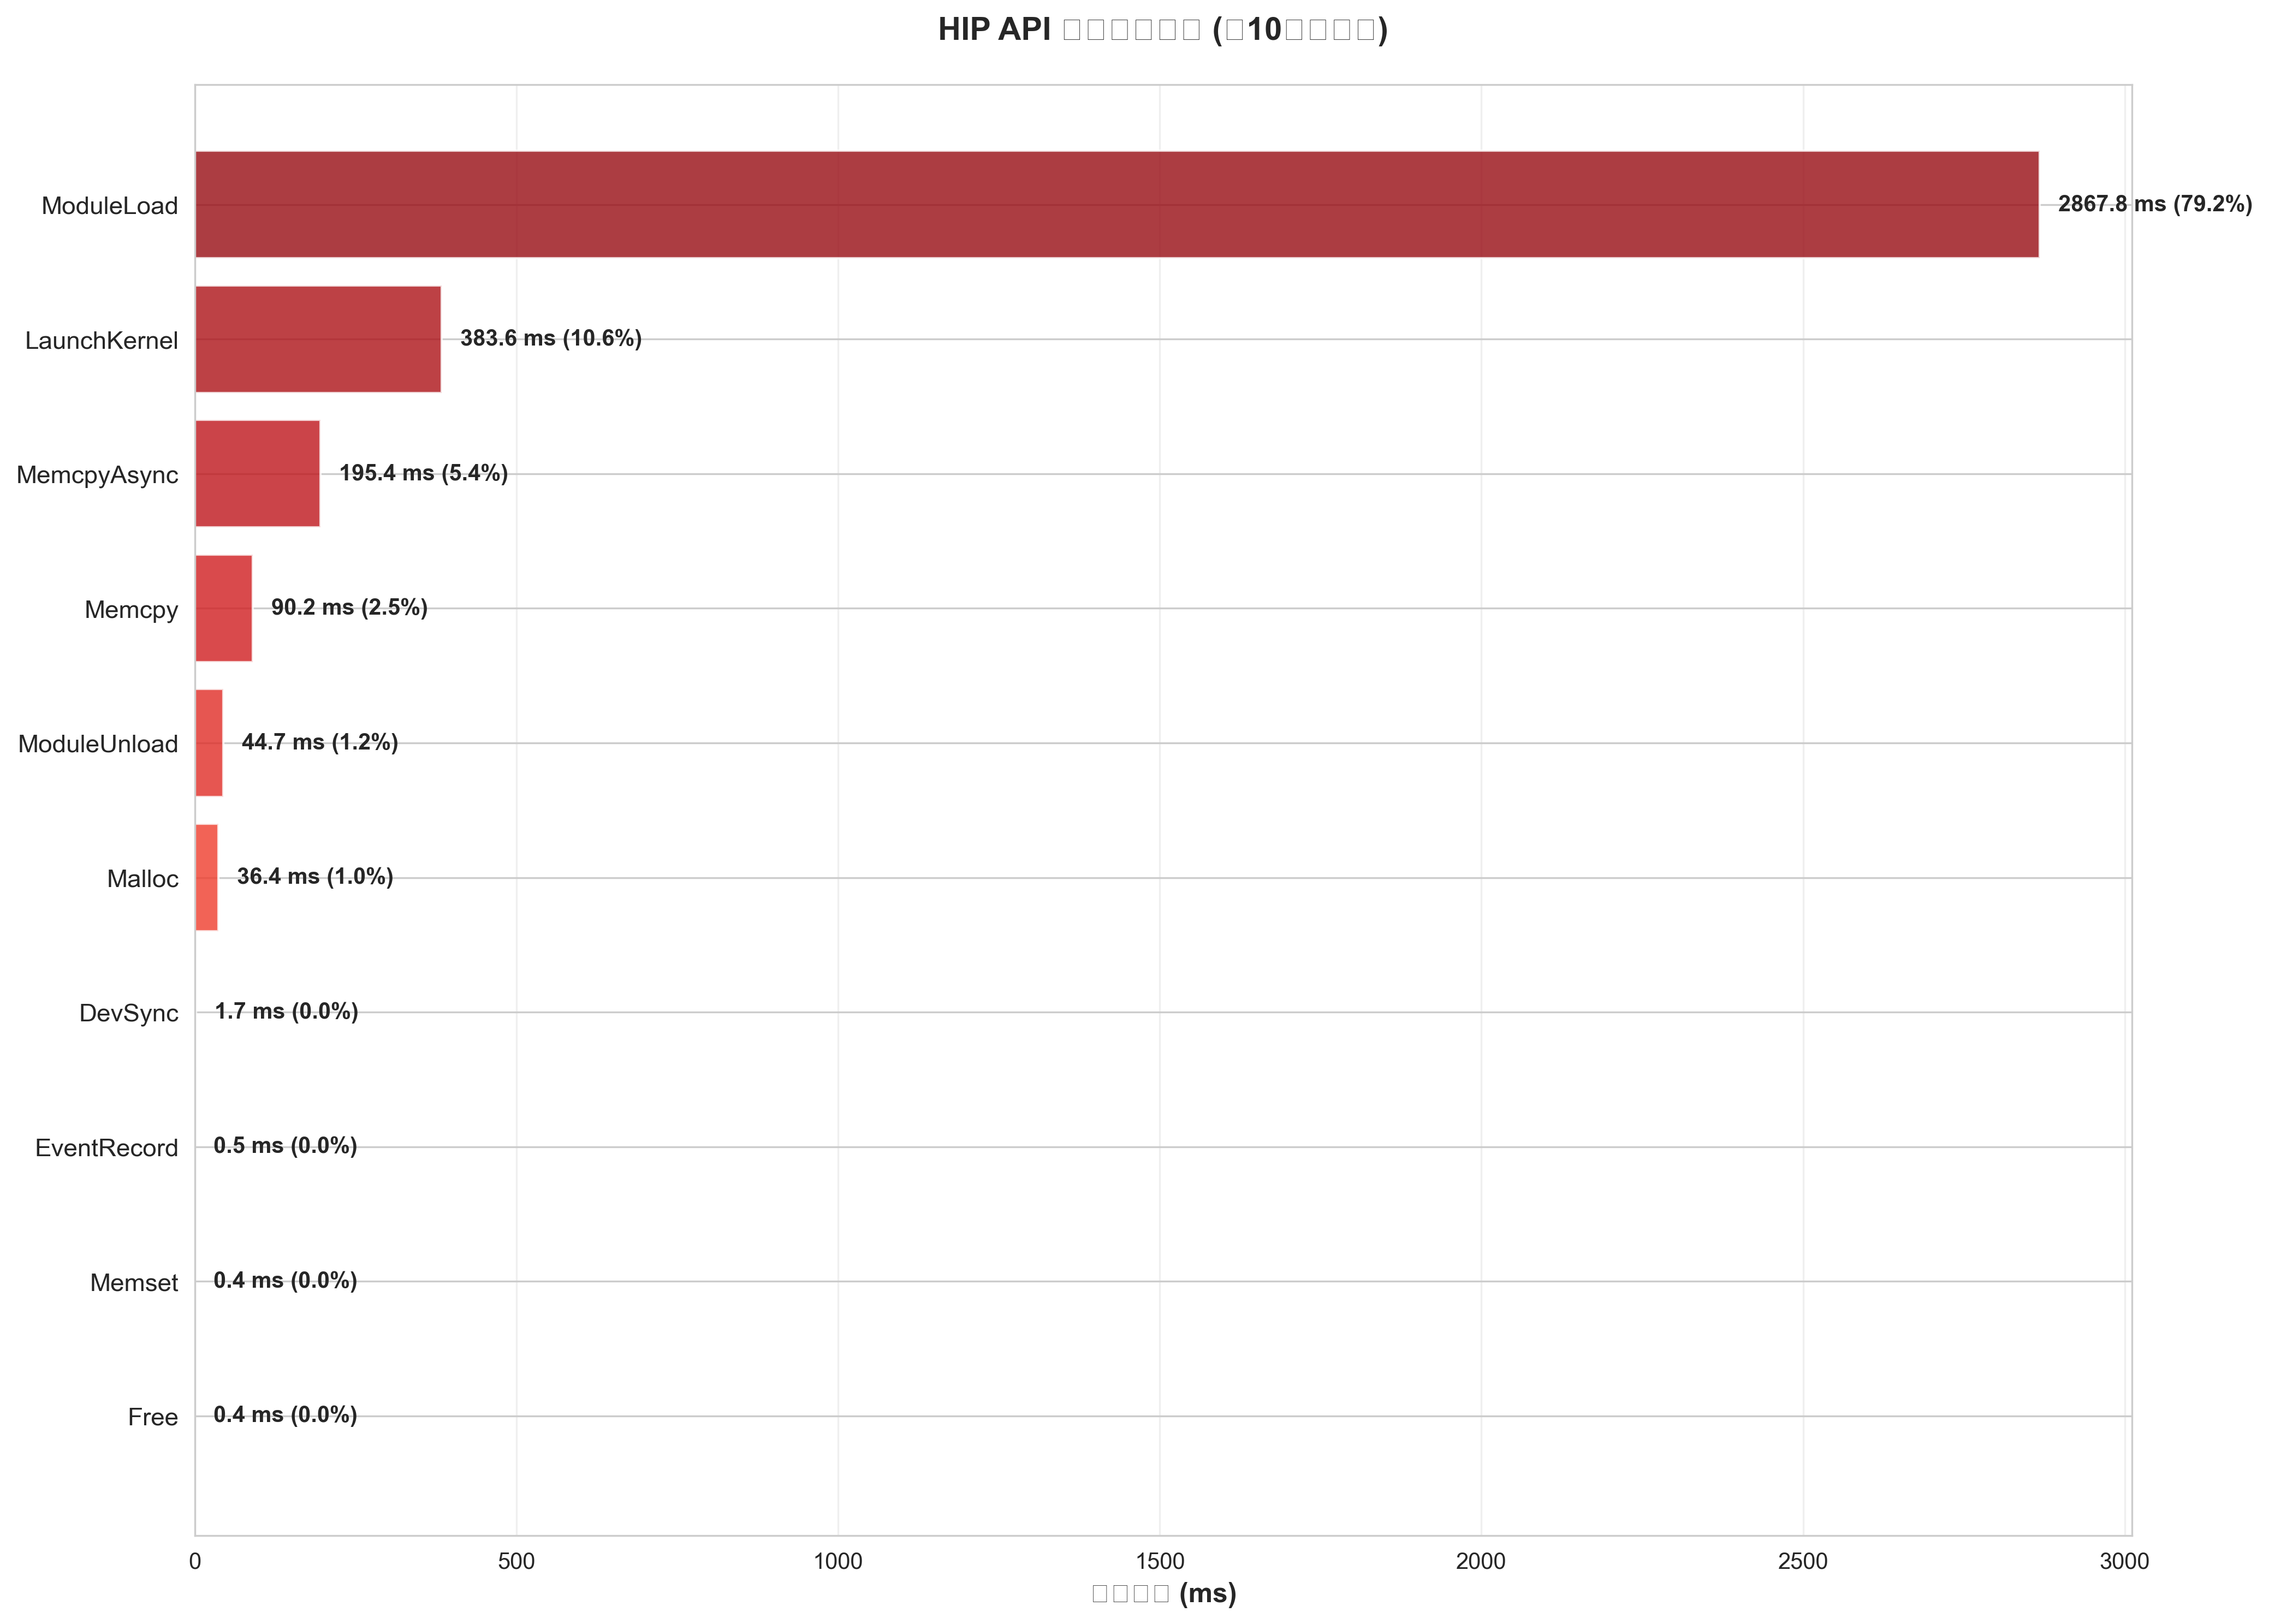 HIP API □□□□□□ (□10□□□□)
ModuleLoad 2867.8 ms (79.2%)
LaunchKernel 383.6 ms (10.6%)
MemcpyAsync 195.4 ms (5.4%)
Memcpy 90.2 ms (2.5%)
ModuleUnload 44.7 ms (1.2%)
Malloc 36.4 ms (1.0%)
DevSync 1.7 ms (0.0%)
EventRecord 0.5 ms (0.0%)
Memset 0.4 ms (0.0%)
Free 0.4 ms (0.0%)
0 500 1000 1500 2000 2500 3000
□□□□ (ms)